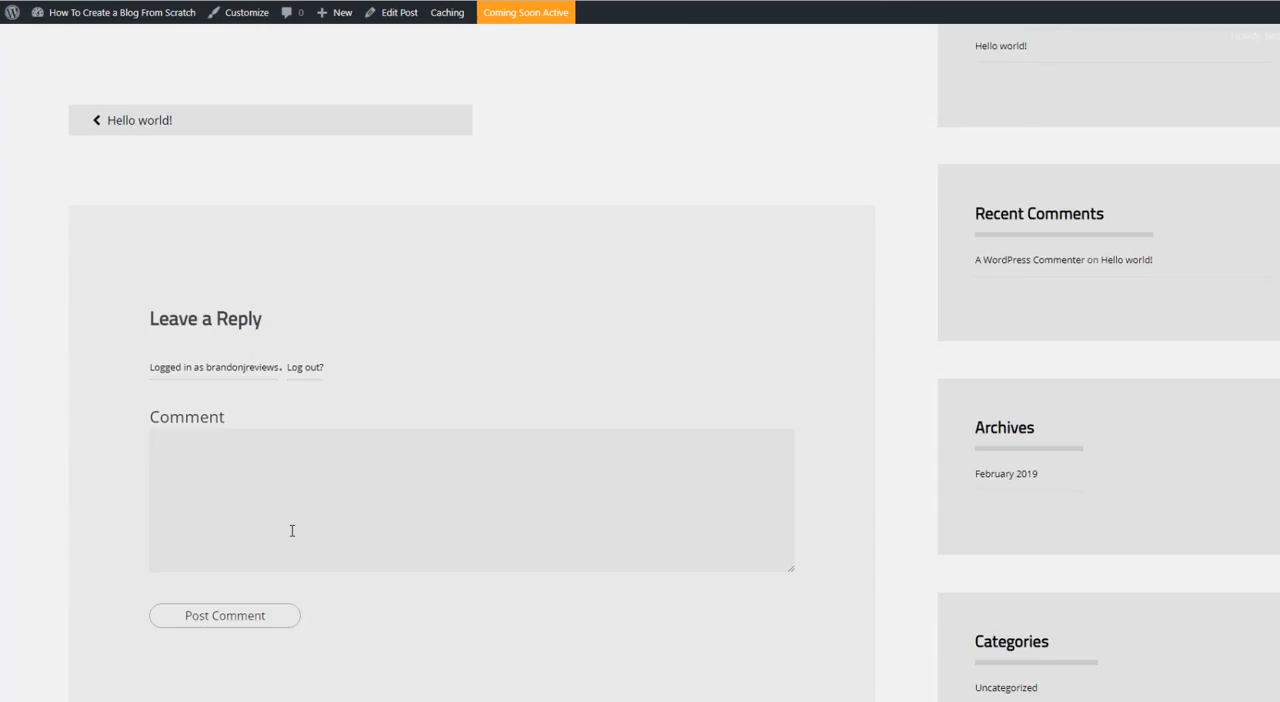 How To Create a Blog From Scratch Customize 0 New Edit Post Caching Coming Soon Active
Hello world!
Hello world!
Recent Comments
A WordPress Commenter on Hello world!
Leave a Reply
Logged in as brandonjreviews. Log out?
Comment
Archives
February 2019
Post Comment
Categories
Uncategorized